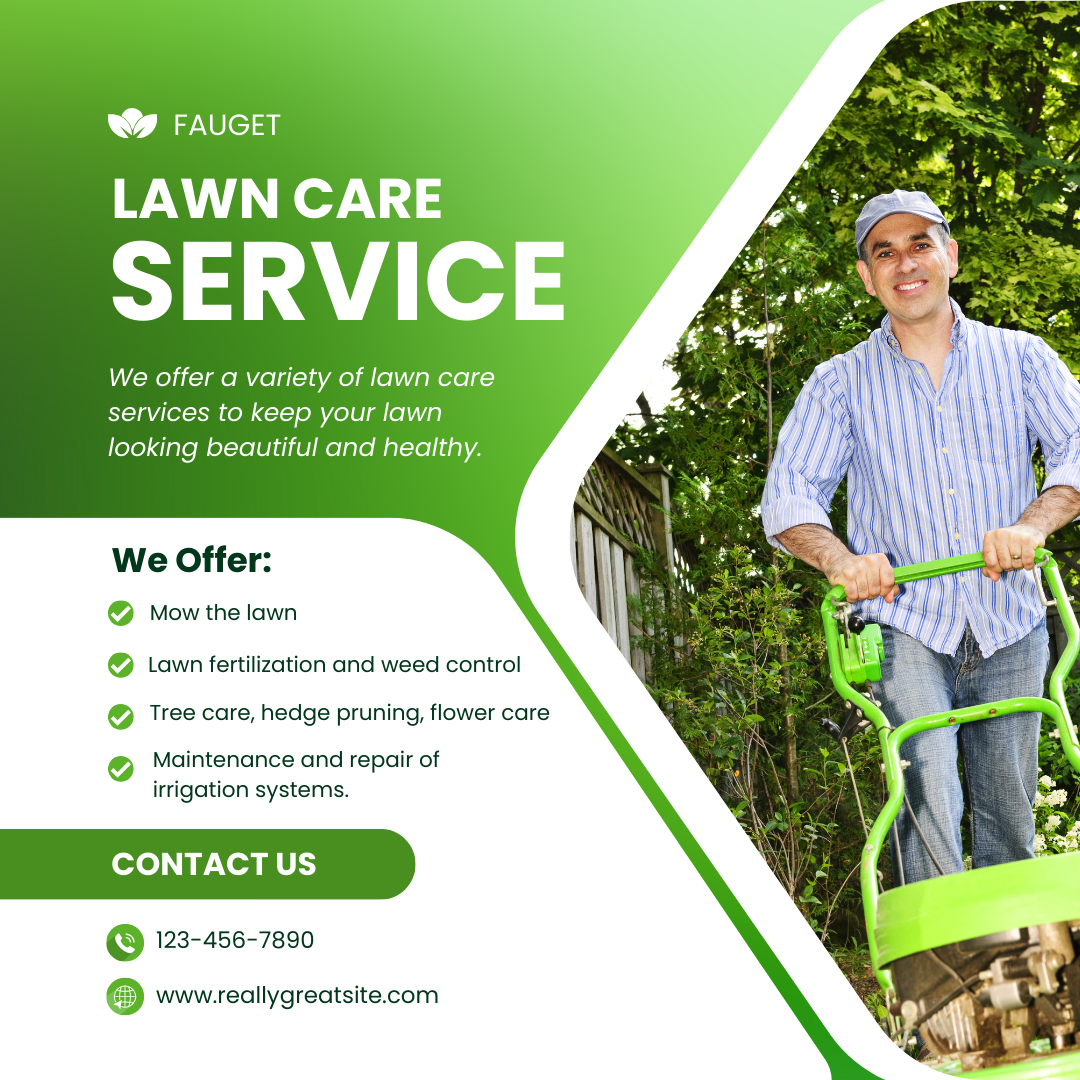 FAUGET
LAWN CARE
SERVICE
We offer a variety of lawn care
services to keep your lawn
looking beautiful and healthy.
We Offer:
Mow the lawn
Lawn fertilization and weed control
Tree care, hedge pruning, flower care
Maintenance and repair of
irrigation systems.
CONTACT US
123-456-7890
www.reallygreatsite.com